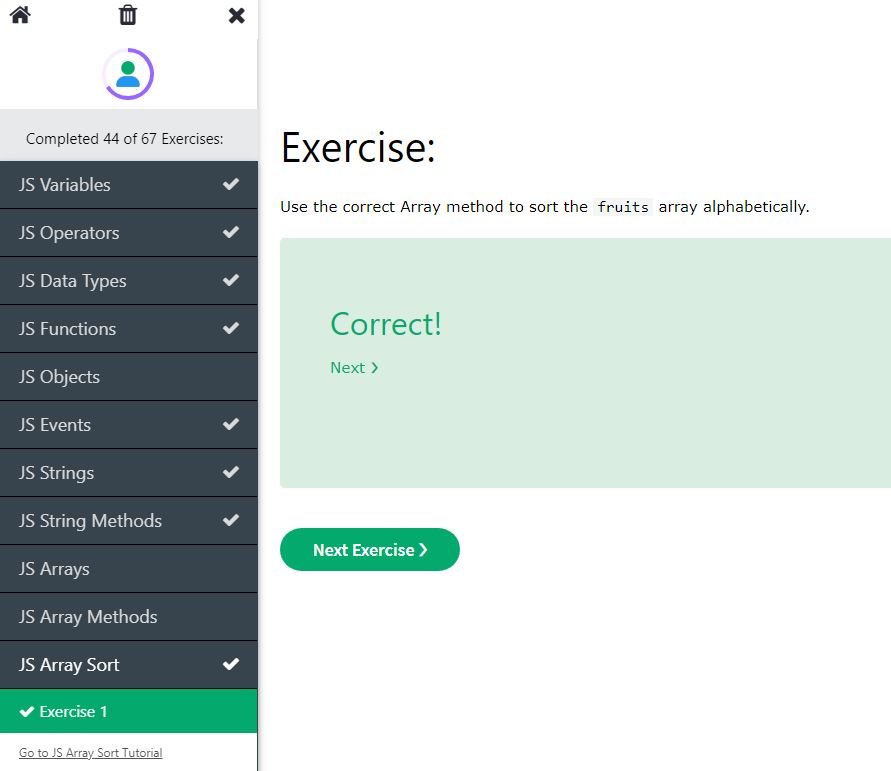 Completed 44 of 67 Exercises:
JS Variables
JS Operators
JS Data Types
JS Functions
JS Objects
JS Events
JS Strings
JS String Methods
JS Arrays
JS Array Methods
JS Array Sort
Exercise 1
Go to JS Array Sort Tutorial
Exercise:
Use the correct Array method to sort the fruits array alphabetically.
Correct!
Next ❯
Next Exercise ❯